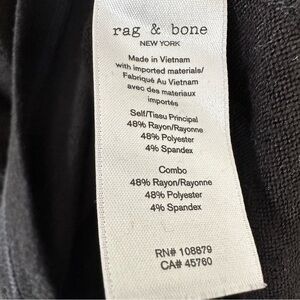 rag & bone
NEW YORK
Made in Vietnam
with imported materials/
Fabriqué Au Vietnam
avec des materiaux
importés
Self/Tissu Principal
48% Rayon/Rayonne
48% Polyester
4% Spandex
Combo
48% Rayon/Rayonne
48% Polyester
4% Spandex
RN# 108879
CA# 45760